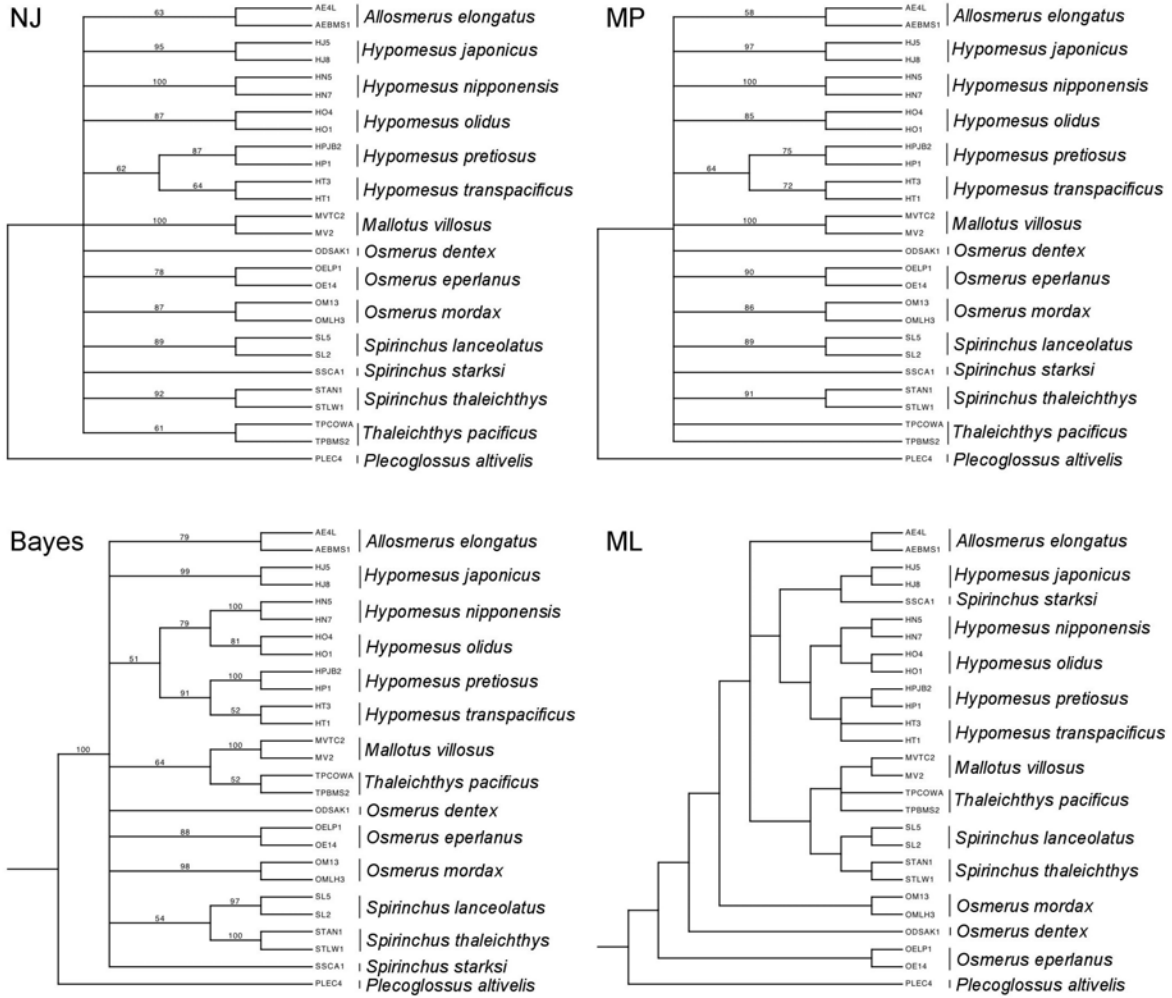 NJ
63
AE4L
AEBMS1
Allosmerus elongatus
95
HJ5
HJ8
Hypomesus japonicus
100
HN5
HN7
Hypomesus nipponensis
87
HO4
HO1
Hypomesus olidus
62
87
HPJB2
HP1
Hypomesus pretiosus
64
HT3
HT1
Hypomesus transpacificus
100
MVTC2
MV2
Mallotus villosus
ODSAK1
Osmerus dentex
78
OELP1
OE14
Osmerus eperlanus
87
OM13
OMLH3
Osmerus mordax
89
SL5
SL2
Spirinchus lanceolatus
SSCA1
Spirinchus starksi
92
STAN1
STLW1
Spirinchus thaleichthys
61
TPCOWA
TPBMS2
Thaleichthys pacificus
PLEC4
Plecoglossus altivelis
MP
58
AE4L
AEBMS1
Allosmerus elongatus
97
HJ5
HJ8
Hypomesus japonicus
100
HN5
HN7
Hypomesus nipponensis
85
HO4
HO1
Hypomesus olidus
64
75
HPJB2
HP1
Hypomesus pretiosus
72
HT3
HT1
Hypomesus transpacificus
100
MVTC2
MV2
Mallotus villosus
ODSAK1
Osmerus dentex
90
OELP1
OE14
Osmerus eperlanus
86
OM13
OMLH3
Osmerus mordax
89
SL5
SL2
Spirinchus lanceolatus
SSCA1
Spirinchus starksi
91
STAN1
STLW1
Spirinchus thaleichthys
TPCOWA
TPBMS2
Thaleichthys pacificus
PLEC4
Plecoglossus altivelis
Bayes
100
79
AE4L
AEBMS1
Allosmerus elongatus
99
HJ5
HJ8
Hypomesus japonicus
51
79
100
HN5
HN7
Hypomesus nipponensis
81
HO4
HO1
Hypomesus olidus
91
100
HPJB2
HP1
Hypomesus pretiosus
52
HT3
HT1
Hypomesus transpacificus
64
100
MVTC2
MV2
Mallotus villosus
52
TPCOWA
TPBMS2
Thaleichthys pacificus
ODSAK1
Osmerus dentex
88
OELP1
OE14
Osmerus eperlanus
98
OM13
OMLH3
Osmerus mordax
54
97
SL5
SL2
Spirinchus lanceolatus
100
STAN1
STLW1
Spirinchus thaleichthys
SSCA1
Spirinchus starksi
PLEC4
Plecoglossus altivelis
ML
AE4L
AEBMS1
Allosmerus elongatus
HJ5
HJ8
Hypomesus japonicus
SSCA1
Spirinchus starksi
HN5
HN7
Hypomesus nipponensis
HO4
HO1
Hypomesus olidus
HPJB2
HP1
Hypomesus pretiosus
HT3
HT1
Hypomesus transpacificus
MVTC2
MV2
Mallotus villosus
TPCOWA
TPBMS2
Thaleichthys pacificus
SL5
SL2
Spirinchus lanceolatus
STAN1
STLW1
Spirinchus thaleichthys
OM13
OMLH3
Osmerus mordax
ODSAK1
Osmerus dentex
OELP1
OE14
Osmerus eperlanus
PLEC4
Plecoglossus altivelis